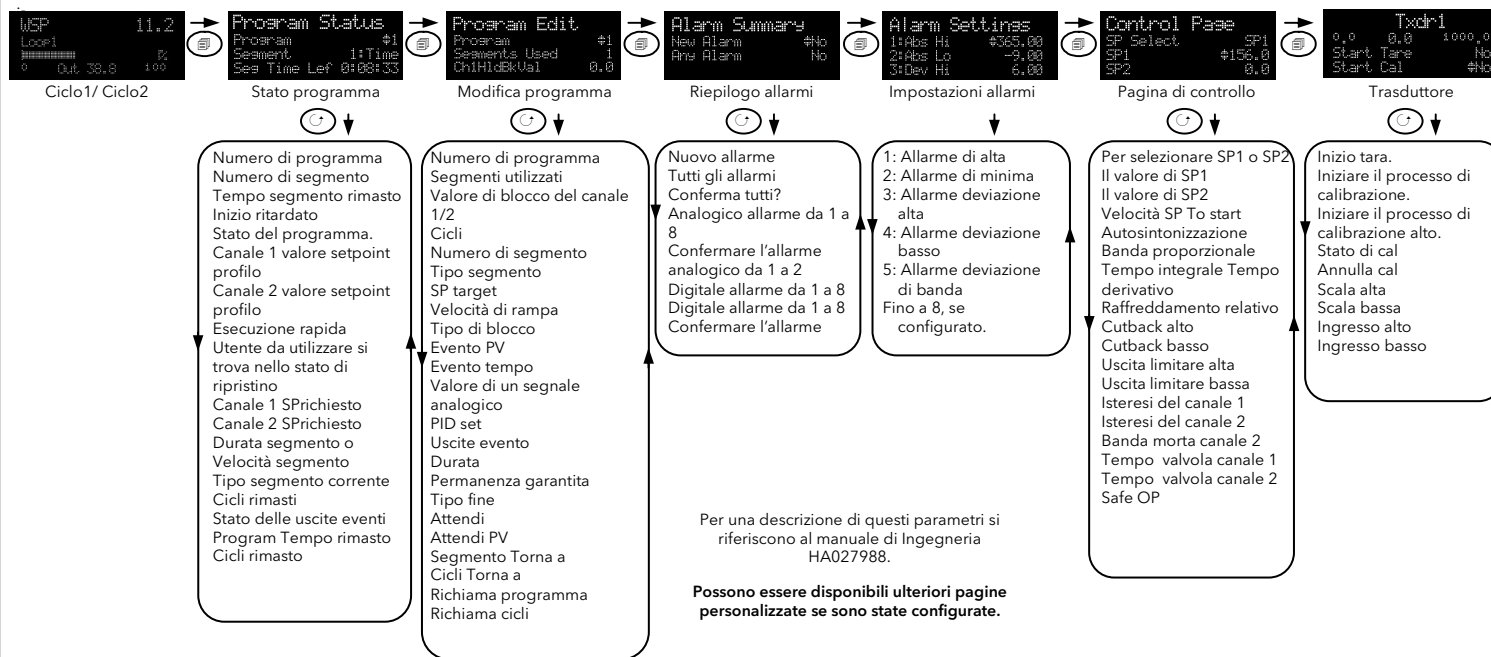 WSP 11.2
Loop1
%
0 Out 38.8 100
Ciclo1/ Ciclo2
Program Status
Program ≑1
Segment 1:Time
Seg Time Lef 0:08:33
Stato programma
Program Edit
Program ≑1
Segments Used 1
Ch1HldBkVal 0.0
Modifica programma
Alarm Summary
New Alarm ≑No
Any Alarm No
Riepilogo allarmi
Alarm Settings
1:Abs Hi ≑365.00
2:Abs Lo -9.00
3:Dev Hi 6.00
Impostazioni allarmi
Control Page
SP Select SP1
SP1 ≑156.0
SP2 0.0
Pagina di controllo
Txdr1
0.0 0.0 1000.0
Start Tare No
Start Cal ≑No
Trasduttore
Numero di programma
Numero di segmento
Tempo segmento rimasto
Inizio ritardato
Stato del programma.
Canale 1 valore setpoint
profilo
Canale 2 valore setpoint
profilo
Esecuzione rapida
Utente da utilizzare si
trova nello stato di
ripristino
Canale 1 SPrichiesto
Canale 2 SPrichiesto
Durata segmento o
Velocità segmento
Tipo segmento corrente
Cicli rimasti
Stato delle uscite eventi
Program Tempo rimasto
Cicli rimasto
Numero di programma
Segmenti utilizzati
Valore di blocco del canale
1/2
Cicli
Numero di segmento
Tipo segmento
SP target
Velocità di rampa
Tipo di blocco
Evento PV
Evento tempo
Valore di un segnale
analogico
PID set
Uscite evento
Durata
Permanenza garantita
Tipo fine
Attendi
Attendi PV
Segmento Torna a
Cicli Torna a
Richiama programma
Richiama cicli
Nuovo allarme
Tutti gli allarmi
Conferma tutti?
Analogico allarme da 1 a
8
Confermare l'allarme
analogico da 1 a 2
Digitale allarme da 1 a 8
Digitale allarme da 1 a 8
Confermare l'allarme
1: Allarme di alta
2: Allarme di minima
3: Allarme deviazione
alta
4: Allarme deviazione
basso
5: Allarme deviazione
di banda
Fino a 8, se
configurato.
Per selezionare SP1 o SP2
Il valore di SP1
Il valore di SP2
Velocità SP To start
Autosintonizzazione
Banda proporzionale
Tempo integrale Tempo
derivativo
Raffreddamento relativo
Cutback alto
Cutback basso
Uscita limitare alta
Uscita limitare bassa
Isteresi del canale 1
Isteresi del canale 2
Banda morta canale 2
Tempo valvola canale 1
Tempo valvola canale 2
Safe OP
Inizio tara.
Iniziare il processo di
calibrazione.
Iniziare il processo di
calibrazione alto.
Stato di cal
Annulla cal
Scala alta
Scala bassa
Ingresso alto
Ingresso basso
Per una descrizione di questi parametri si
riferiscono al manuale di Ingegneria
HA027988.
Possono essere disponibili ulteriori pagine
personalizzate se sono state configurate.